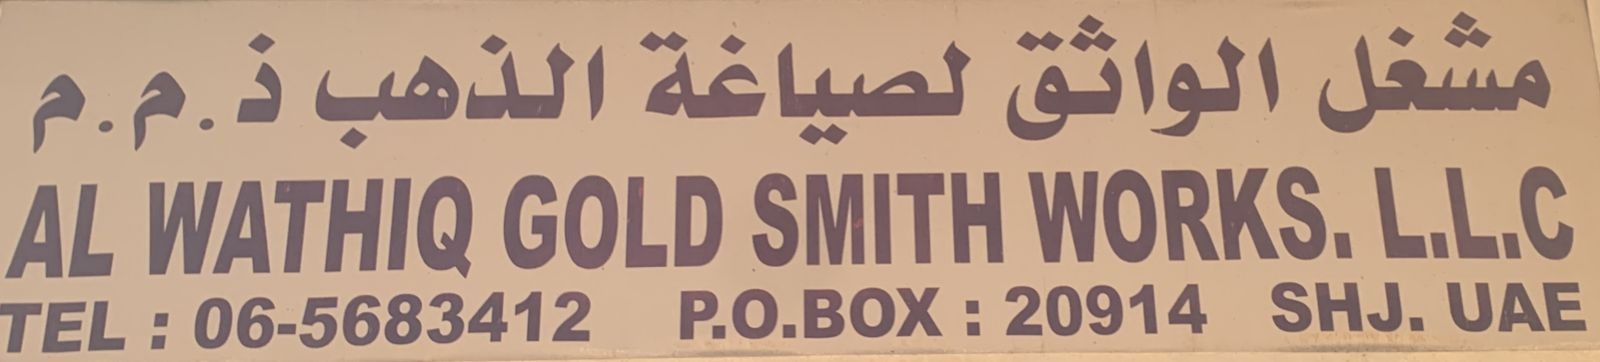 مشغل الواثق لصياغة الذهب ذ.م.م
AL WATHIQ GOLD SMITH WORKS. L.L.C
TEL : 06-5683412 P.O.BOX : 20914 SHJ. UAE